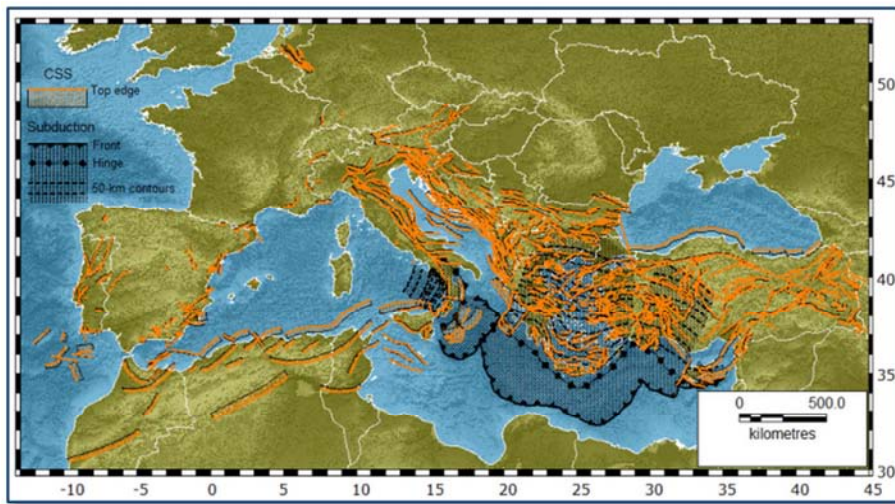 CSS
Top edge
Subduction
Front
Hinge
50-km contours
50
45
40
35
30
0 500.0
kilometres
-10 -5 0 5 10 15 20 25 30 35 40 45